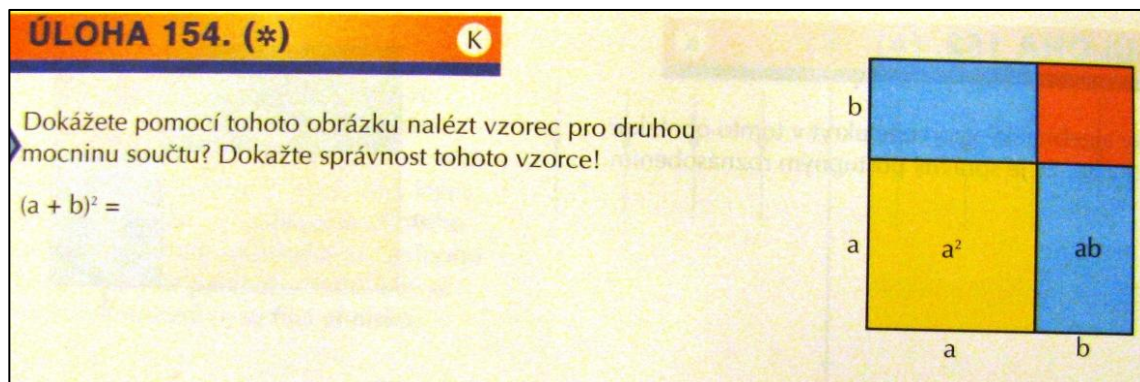 ÚLOHA 154. (✲)
K
Dokážete pomocí tohoto obrázku nalézt vzorec pro druhou
mocninu součtu? Dokažte správnost tohoto vzorce!
(a + b)² =
b
a
a²
ab
a
b